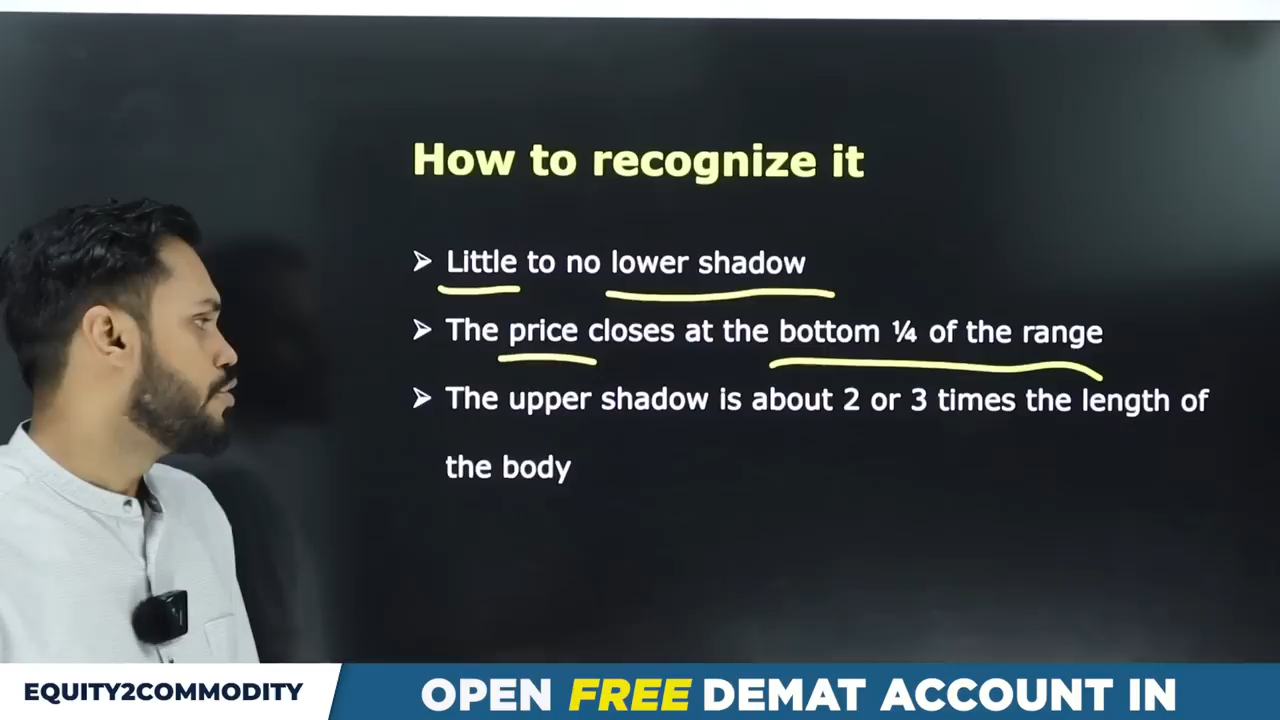 How to recognize it
➢ Little to no lower shadow
➢ The price closes at the bottom ¼ of the range
➢ The upper shadow is about 2 or 3 times the length of
the body
EQUITY2COMMODITY
OPEN FREE DEMAT ACCOUNT IN